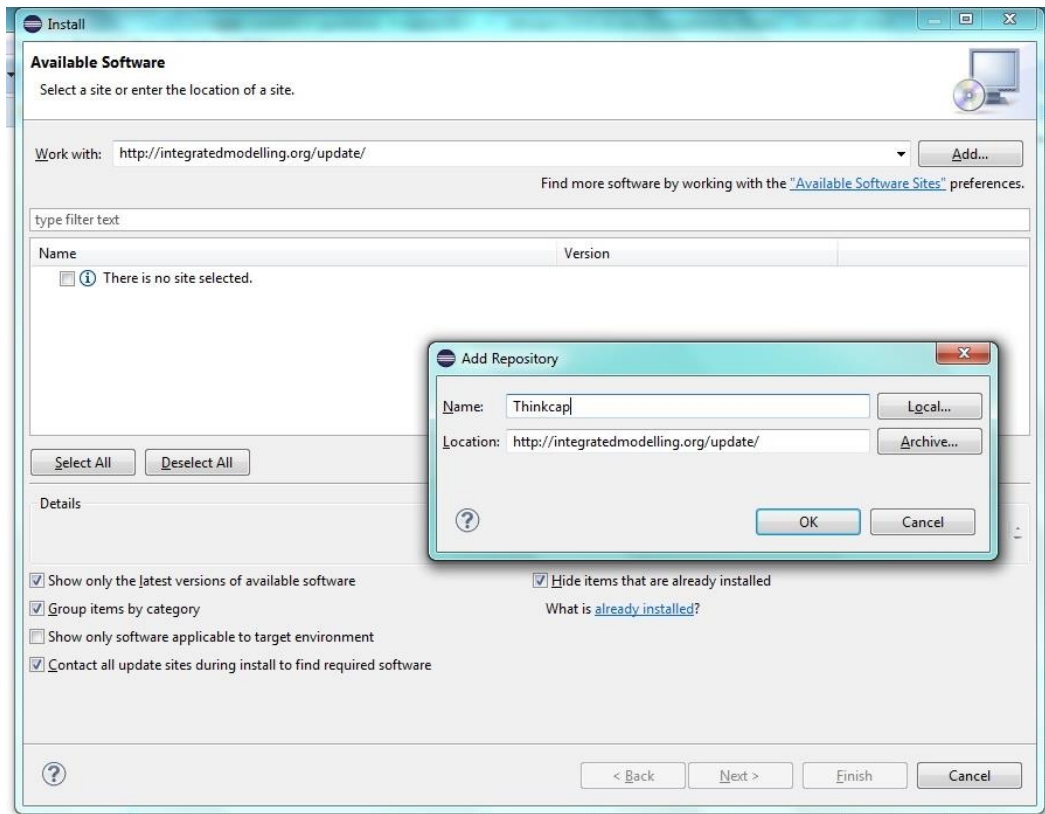 Install
Available Software
Select a site or enter the location of a site.
Work with: http://integratedmodelling.org/update/ Add...
Find more software by working with the "Available Software Sites" preferences.
type filter text
Name Version
There is no site selected.
Add Repository
Name: Thinkcap Local...
Location: http://integratedmodelling.org/update/ Archive...
OK Cancel
Select All Deselect All
Details
Show only the latest versions of available software Hide items that are already installed
Group items by category What is already installed?
Show only software applicable to target environment
Contact all update sites during install to find required software
< Back Next > Finish Cancel